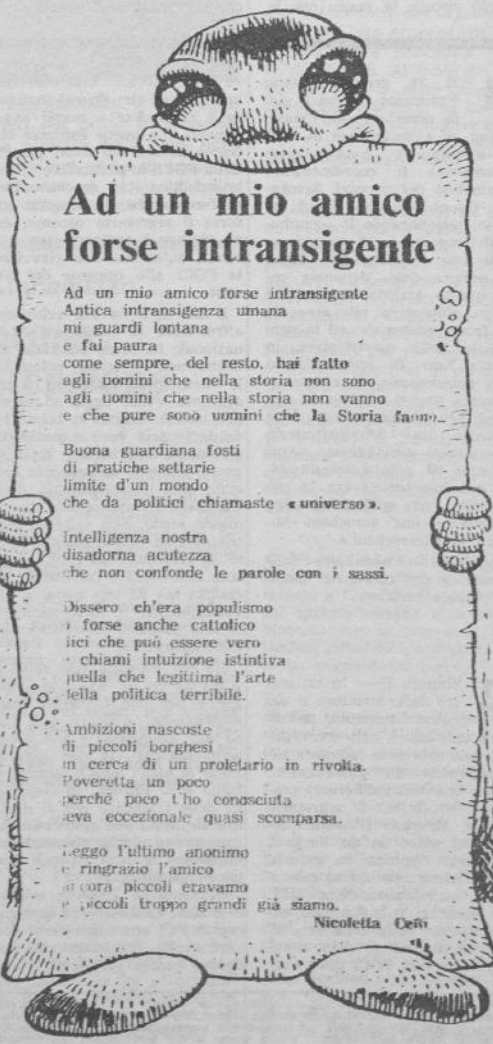 Ad un mio amico
forse intransigente
Ad un mio amico forse intransigente
Antica intransigenza umana
mi guardi lontana
e fai paura
come sempre, del resto, hai fatto
agli uomini che nella storia non sono
agli uomini che nella storia non vanno
e che pure sono uomini che la Storia fanno
Buona guardiana fosti
di pratiche settarie
limite d'un mondo
che da politici chiamaste « universo ».
Intelligenza nostra
disadorna acutezza
che non confonde le parole con i sassi.
Dissero ch'era populismo
forse anche cattolico
che può essere vero
chiami intuizione istintiva
quella che legittima l'arte
della politica terribile.
Ambizioni nascoste
di piccoli borghesi
in cerca di un proletario in rivolta.
Poveretta un poco
perché poco t'ho conosciuta
eccezionale quasi scomparsa.
Leggo l'ultimo anonimo
e ringrazio l'amico
ancora piccoli eravamo
e piccoli troppo grandi già siamo.
Nicoletta